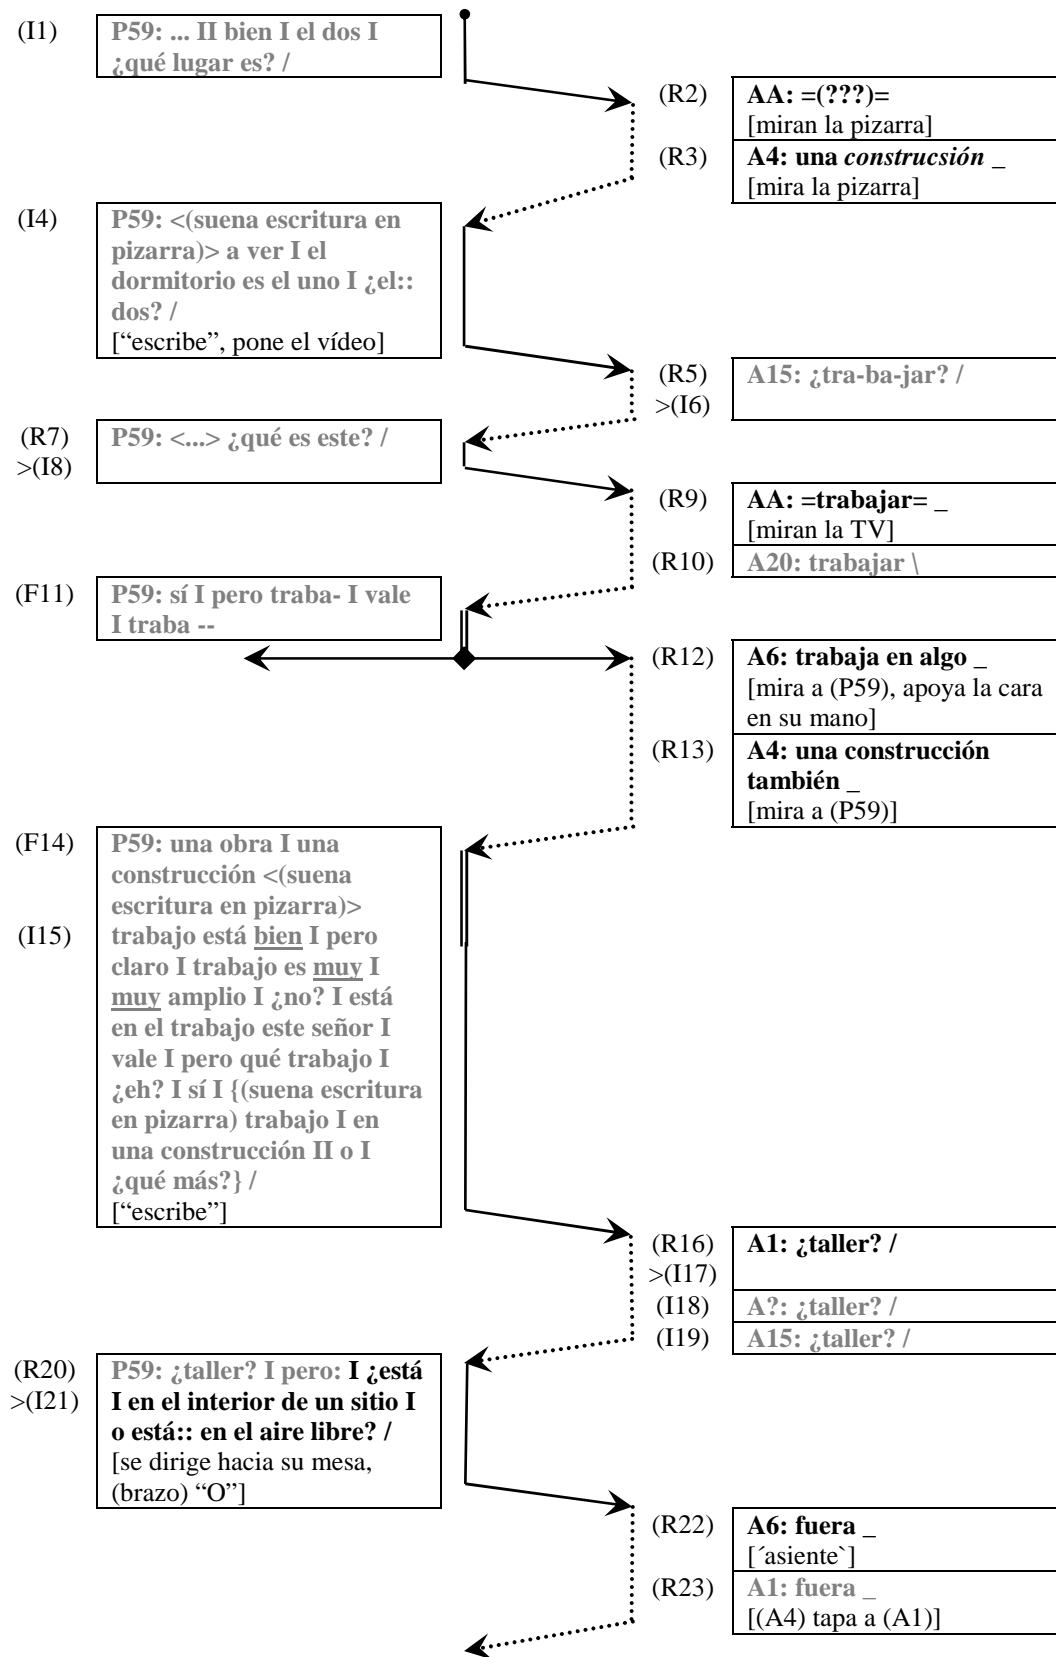 (I1)
P59: ... II bien I el dos I
¿qué lugar es? /
(R2)
AA: =(???)=
[miran la pizarra]
(R3)
A4: una construcsión _
[mira la pizarra]
(I4)
P59: <(suena escritura en
pizarra)> a ver I el
dormitorio es el uno I ¿el::
dos? /
[“escribe”, pone el vídeo]
(R5)
>(I6)
A15: ¿tra-ba-jar? /
(R7)
>(I8)
P59: <...> ¿qué es este? /
(R9)
AA: =trabajar= _
[miran la TV]
(R10)
A20: trabajar \
(F11)
P59: sí I pero traba- I vale
I traba --
(R12)
A6: trabaja en algo _
[mira a (P59), apoya la cara
en su mano]
(R13)
A4: una construcción
también _
[mira a (P59)]
(F14)
P59: una obra I una
construcción <(suena
escritura en pizarra)>
(I15)
trabajo está bien I pero
claro I trabajo es muy I
muy amplio I ¿no? I está
en el trabajo este señor I
vale I pero qué trabajo I
¿eh? I sí I {(suena escritura
en pizarra) trabajo I en
una construcción II o I
¿qué más?} /
[“escribe”]
(R16)
>(I17)
A1: ¿taller? /
(I18)
A?: ¿taller? /
(I19)
A15: ¿taller? /
(R20)
>(I21)
P59: ¿taller? I pero: I ¿está
I en el interior de un sitio I
o está:: en el aire libre? /
[se dirige hacia su mesa,
(brazo) “O”]
(R22)
A6: fuera _
[´asiente`]
(R23)
A1: fuera _
[(A4) tapa a (A1)]